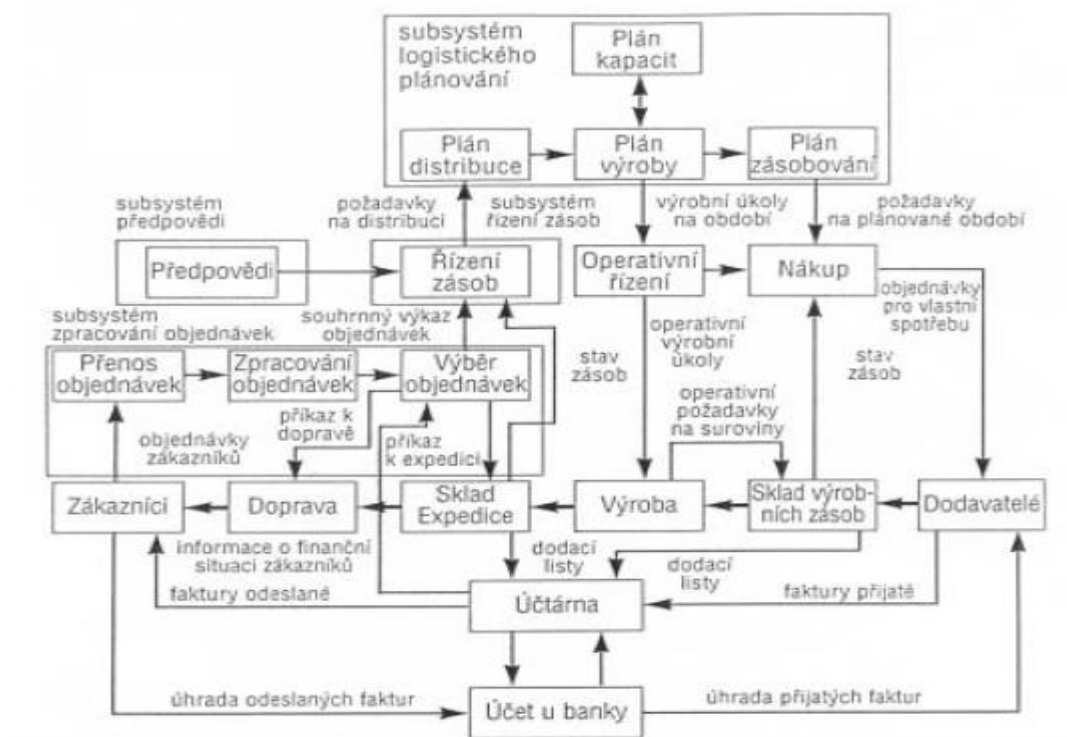 subsystém
logistického
plánování
Plán
kapacit
Plán
distribuce
Plán
výroby
Plán
zásobování
subsystém
předpovědi
požadavky
na distribuci
subsystém
řízení zásob
výrobní úkoly
na období
požadavky
na plánované období
Předpovědi
Řízení
zásob
Operativní
řízení
Nákup
objednávky
pro vlastní
spotřebu
subsystém
zpracování objednávek
souhrnný výkaz
objednávek
Přenos
objednávek
Zpracování
objednávek
Výběr
objednávek
stav
zásob
operativní
výrobní
úkoly
operativní
požadavky
na suroviny
stav
zásob
objednávky
zákazníků
příkaz k
dopravě
příkaz
k expedici
Zákazníci
Doprava
Sklad
Expedice
Výroba
Sklad výrob-
ních zásob
Dodavatelé
informace o finanční
situaci zákazníků
dodací
listy
dodací
listy
faktury odeslané
Účtárna
faktury přijaté
úhrada odeslaných faktur
Účet u banky
úhrada přijatých faktur